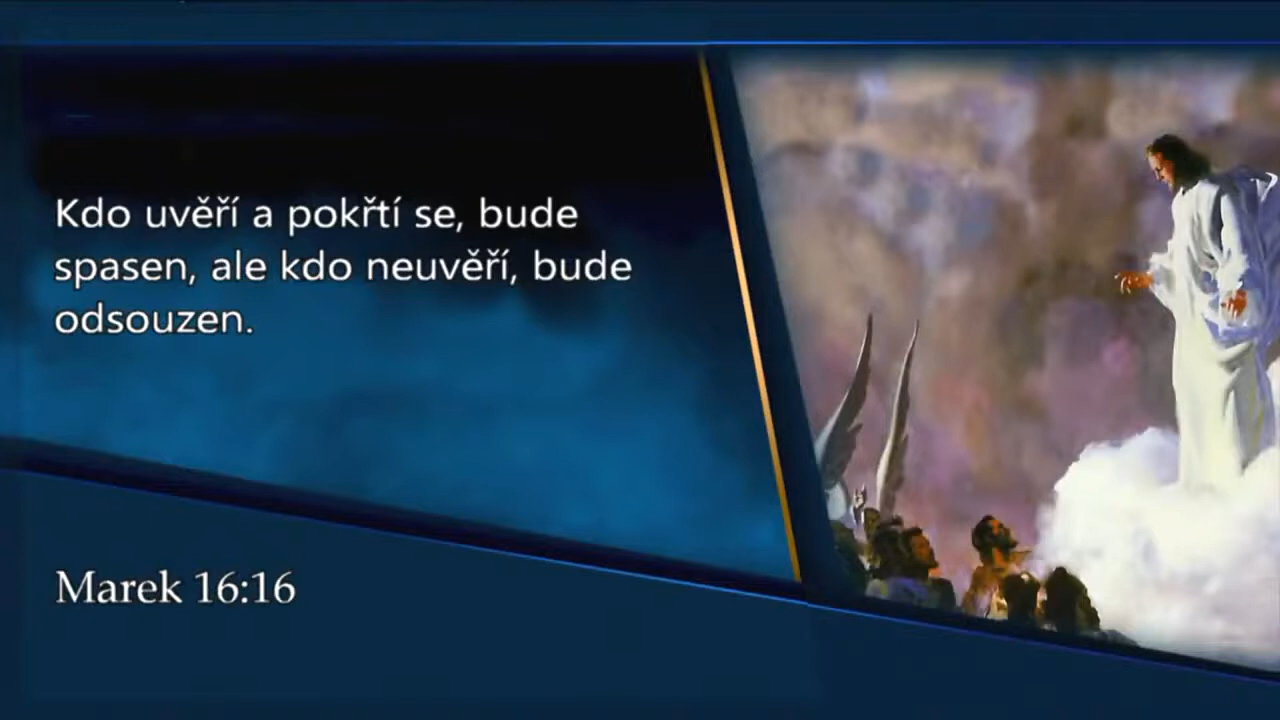 Kdo uvěří a pokřtí se, bude
spasen, ale kdo neuvěří, bude
odsouzen.
Marek 16:16